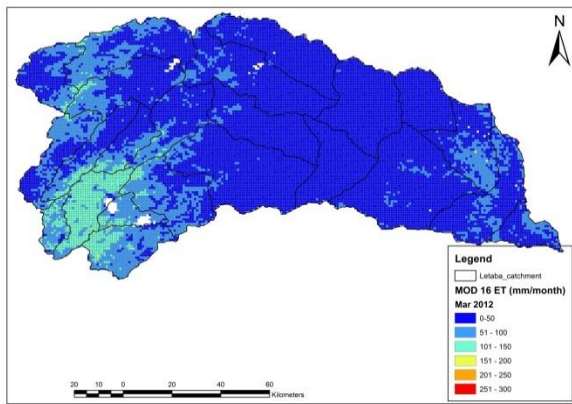 N
Legend
Letaba_catchment
MOD 16 ET (mm/month)
Mar 2012
0-50
51 - 100
101 - 150
151 - 200
201 - 250
251 - 300
20 10 0 20 40 60
Kilometers